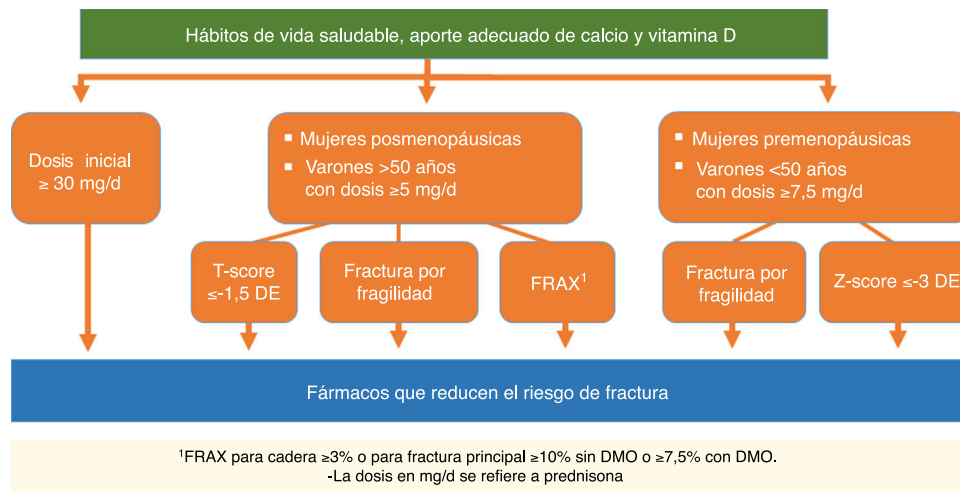 Hábitos de vida saludable, aporte adecuado de calcio y vitamina D
Dosis inicial
≥ 30 mg/d
▪ Mujeres posmenopáusicas
▪ Varones >50 años
con dosis ≥5 mg/d
▪ Mujeres premenopáusicas
▪ Varones <50 años
con dosis ≥7,5 mg/d
T-score
≤-1,5 DE
Fractura por
fragilidad
FRAX¹
Fractura por
fragilidad
Z-score ≤-3 DE
Fármacos que reducen el riesgo de fractura
¹FRAX para cadera ≥3% o para fractura principal ≥10% sin DMO o ≥7,5% con DMO.
-La dosis en mg/d se refiere a prednisona